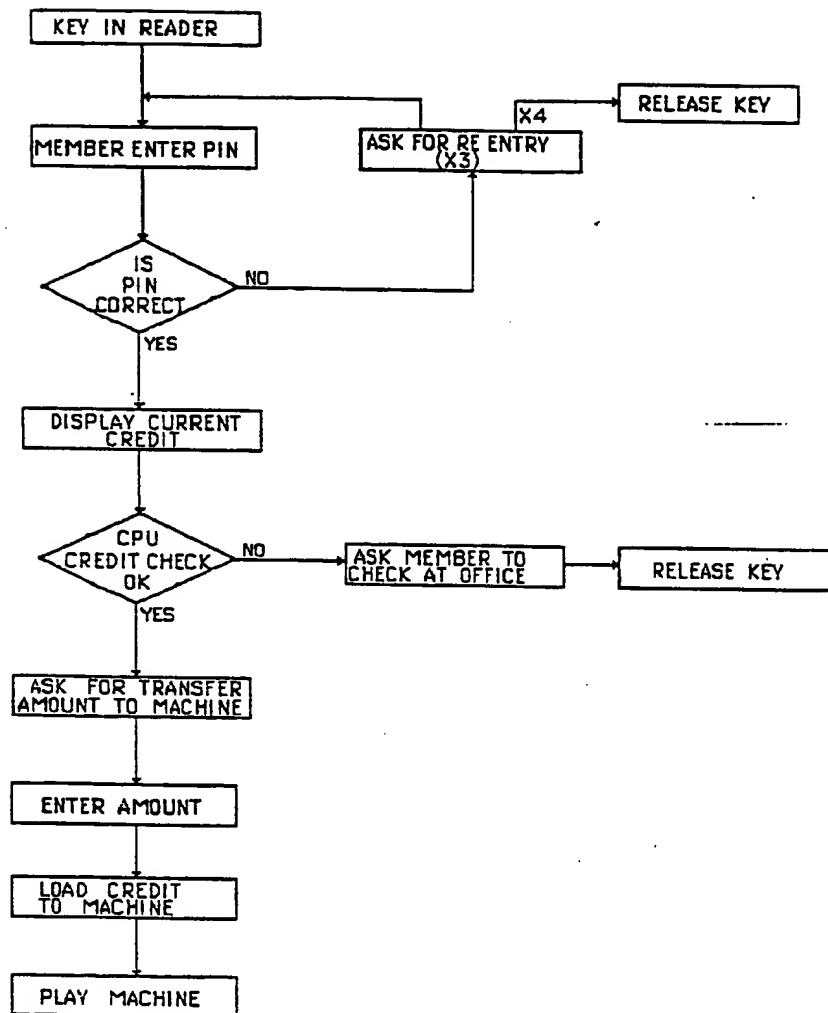 KEY IN READER
MEMBER ENTER PIN
ASK FOR RE ENTRY
(X3)
X4
RELEASE KEY
IS
PIN
CORRECT
NO
YES
DISPLAY CURRENT
CREDIT
CPU
CREDIT CHECK
OK
NO
ASK MEMBER TO
CHECK AT OFFICE
RELEASE KEY
YES
ASK FOR TRANSFER
AMOUNT TO MACHINE
ENTER AMOUNT
LOAD CREDIT
TO MACHINE
PLAY MACHINE